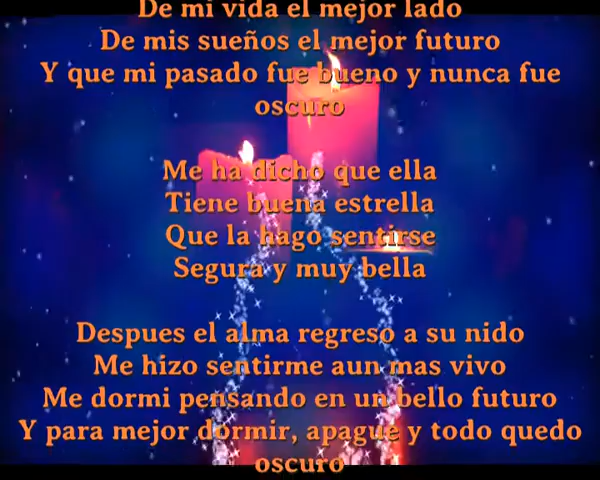 De mi vida el mejor lado
De mis sueños el mejor futuro
Y que mi pasado fue bueno y nunca fue
oscuro
Me ha dicho que ella
Tiene buena estrella
Que la hago sentirse
Segura y muy bella
Despues el alma regreso a su nido
Me hizo sentirme aun mas vivo
Me dormi pensando en un bello futuro
Y para mejor dormir, apague y todo quedo
oscuro